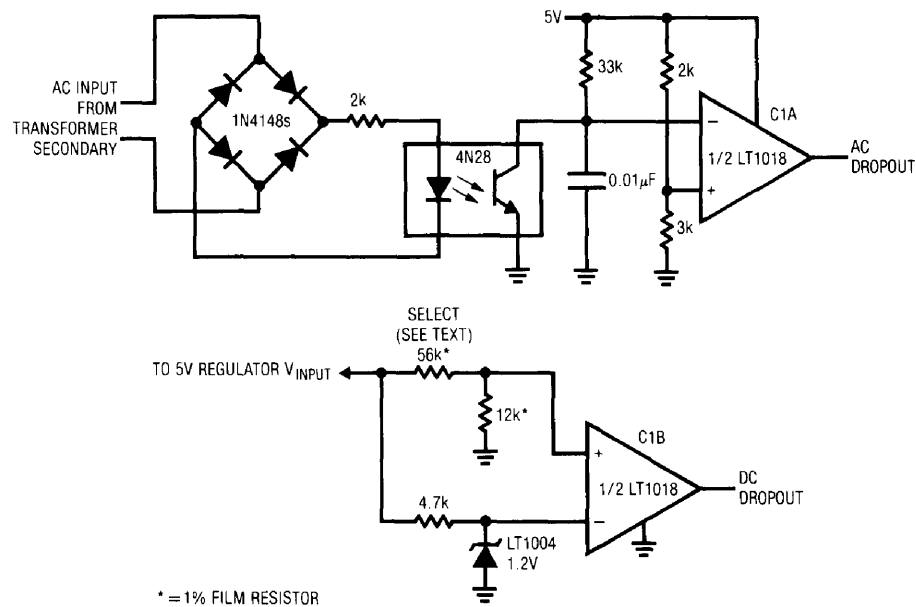 AC INPUT
FROM
TRANSFORMER
SECONDARY
1N4148s
2k
4N28
5V
33k
2k
0.01µF
3k
C1A
−
+
1/2 LT1018
AC
DROPOUT
SELECT
(SEE TEXT)
56k*
TO 5V REGULATOR VINPUT
12k*
C1B
+
−
1/2 LT1018
DC
DROPOUT
4.7k
LT1004
1.2V
* = 1% FILM RESISTOR